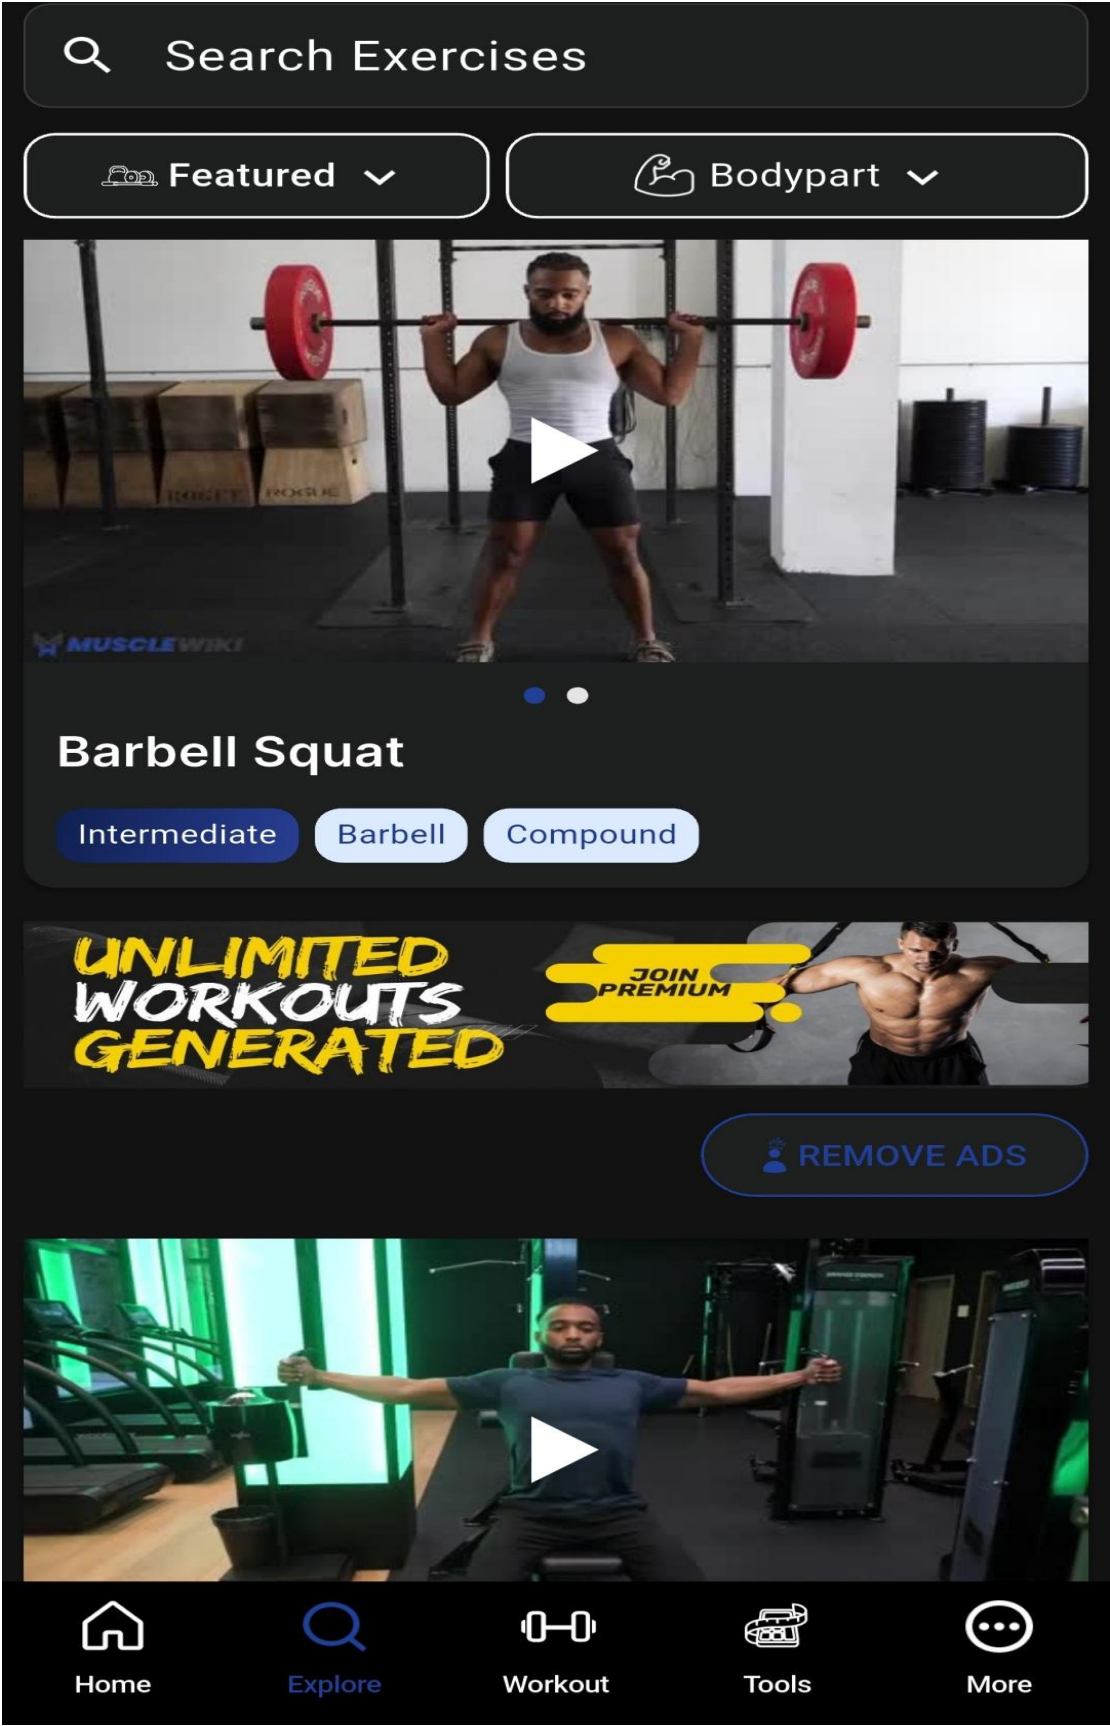 Search Exercises
Featured
Bodypart
ROGUE
MUSCLEWIKI
Barbell Squat
Intermediate
Barbell
Compound
UNLIMITED
WORKOUTS
GENERATED
JOIN
PREMIUM
REMOVE ADS
Home
Explore
Workout
Tools
More